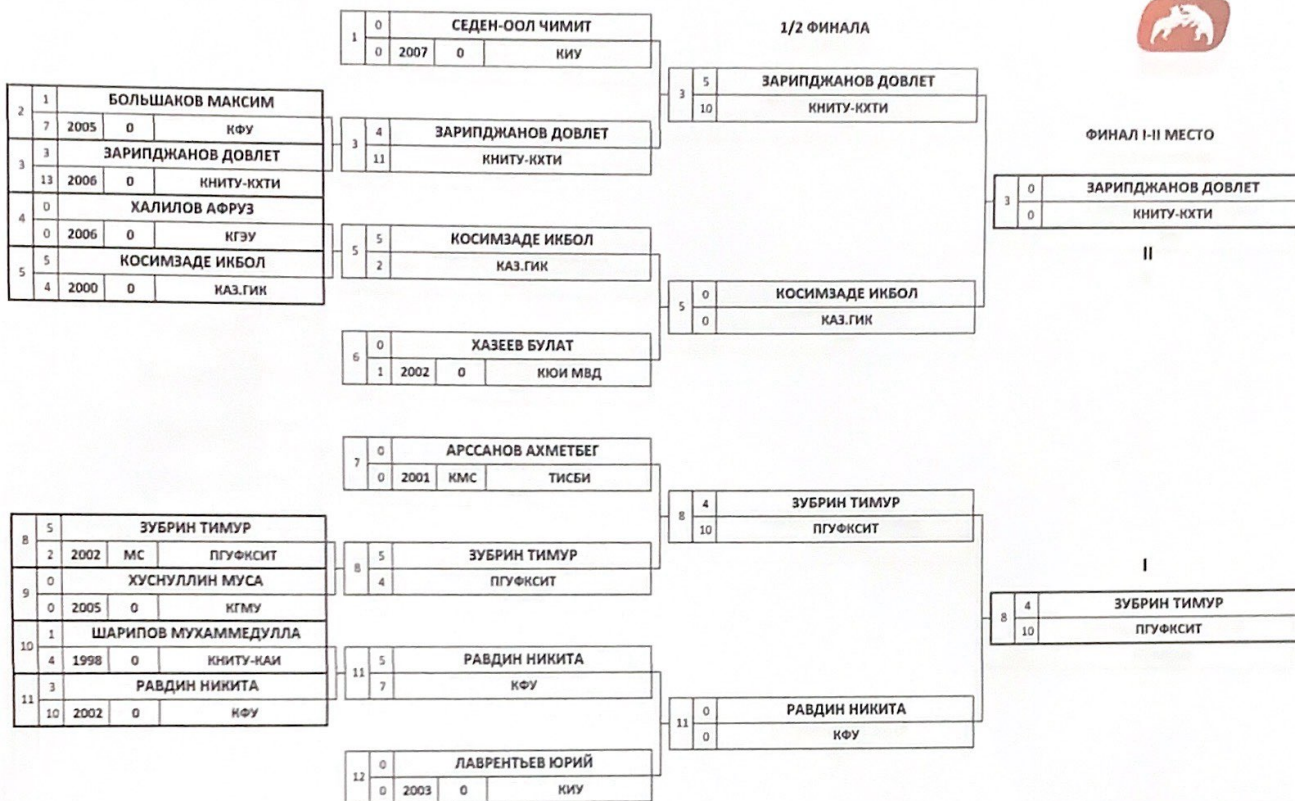 1/2 ФИНАЛА
ФИНАЛ I-II МЕСТО
2 1 БОЛЬШАКОВ МАКСИМ
7 2005 0 КФУ
3 3 ЗАРИПДЖАНОВ ДОВЛЕТ
13 2006 0 КНИТУ-КХТИ
4 0 ХАЛИЛОВ АФРУЗ
0 2006 0 КГЭУ
5 5 КОСИМЗАДЕ ИКБОЛ
4 2000 0 КАЗ.ГИК
8 5 ЗУБРИН ТИМУР
2 2002 МС ПГУФКСИТ
9 0 ХУСНУЛЛИН МУСА
0 2005 0 КГМУ
10 1 ШАРИПОВ МУХАММЕДУЛЛА
4 1998 0 КНИТУ-КАИ
11 3 РАВДИН НИКИТА
10 2002 0 КФУ
1 0 СЕДЕН-ООЛ ЧИМИТ
0 2007 0 КИУ
3 4 ЗАРИПДЖАНОВ ДОВЛЕТ
11 КНИТУ-КХТИ
5 5 КОСИМЗАДЕ ИКБОЛ
2 КАЗ.ГИК
6 0 ХАЗЕЕВ БУЛАТ
1 2002 0 КЮИ МВД
7 0 АРССАНОВ АХМЕТБЕГ
0 2001 КМС ТИСБИ
8 5 ЗУБРИН ТИМУР
4 ПГУФКСИТ
11 5 РАВДИН НИКИТА
7 КФУ
12 0 ЛАВРЕНТЬЕВ ЮРИЙ
0 2003 0 КИУ
3 5 ЗАРИПДЖАНОВ ДОВЛЕТ
10 КНИТУ-КХТИ
5 0 КОСИМЗАДЕ ИКБОЛ
0 КАЗ.ГИК
8 4 ЗУБРИН ТИМУР
10 ПГУФКСИТ
11 0 РАВДИН НИКИТА
0 КФУ
3 0 ЗАРИПДЖАНОВ ДОВЛЕТ
0 КНИТУ-КХТИ
II
I
8 4 ЗУБРИН ТИМУР
10 ПГУФКСИТ